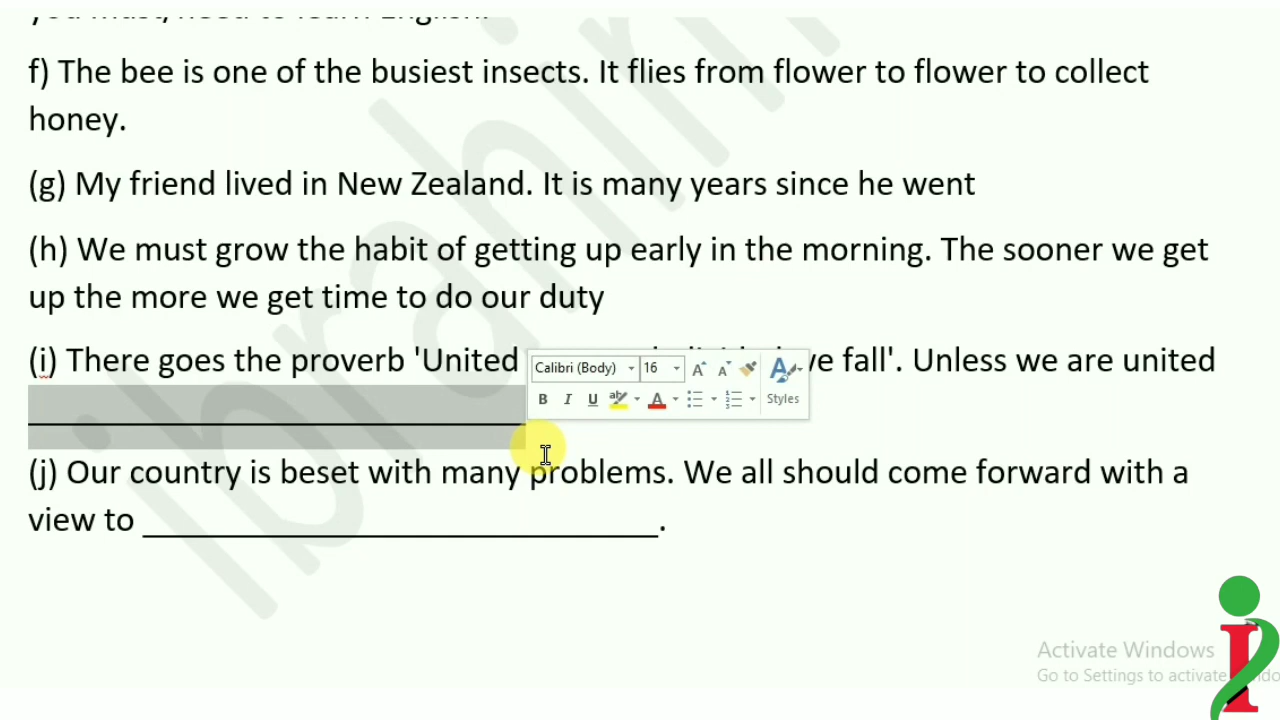 f) The bee is one of the busiest insects. It flies from flower to flower to collect
honey.
(g) My friend lived in New Zealand. It is many years since he went
(h) We must grow the habit of getting up early in the morning. The sooner we get
up the more we get time to do our duty
(i) There goes the proverb 'United fall'. Unless we are united
Calibri (Body) 16
B I U A Styles
(j) Our country is beset with many problems. We all should come forward with a
view to ______________________________.
Activate Windows
Go to Settings to activate